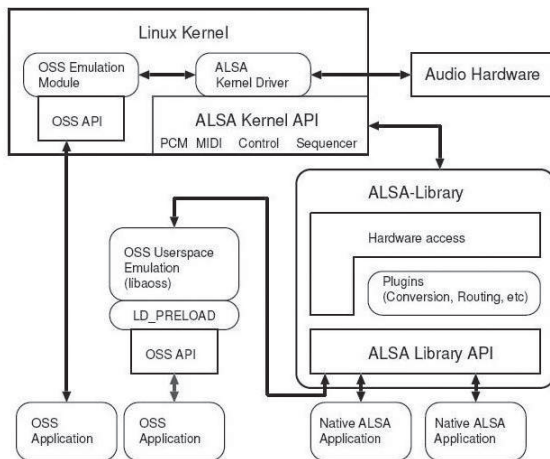 Linux Kernel
OSS Emulation
Module
ALSA
Kernel Driver
Audio Hardware
OSS API
ALSA Kernel API
PCM MIDI Control Sequencer
ALSA-Library
Hardware access
OSS Userspace
Emulation
(libaoss)
Plugins
(Conversion, Routing, etc)
LD_PRELOAD
OSS API
ALSA Library API
OSS
Application
OSS
Application
Native ALSA
Application
Native ALSA
Application